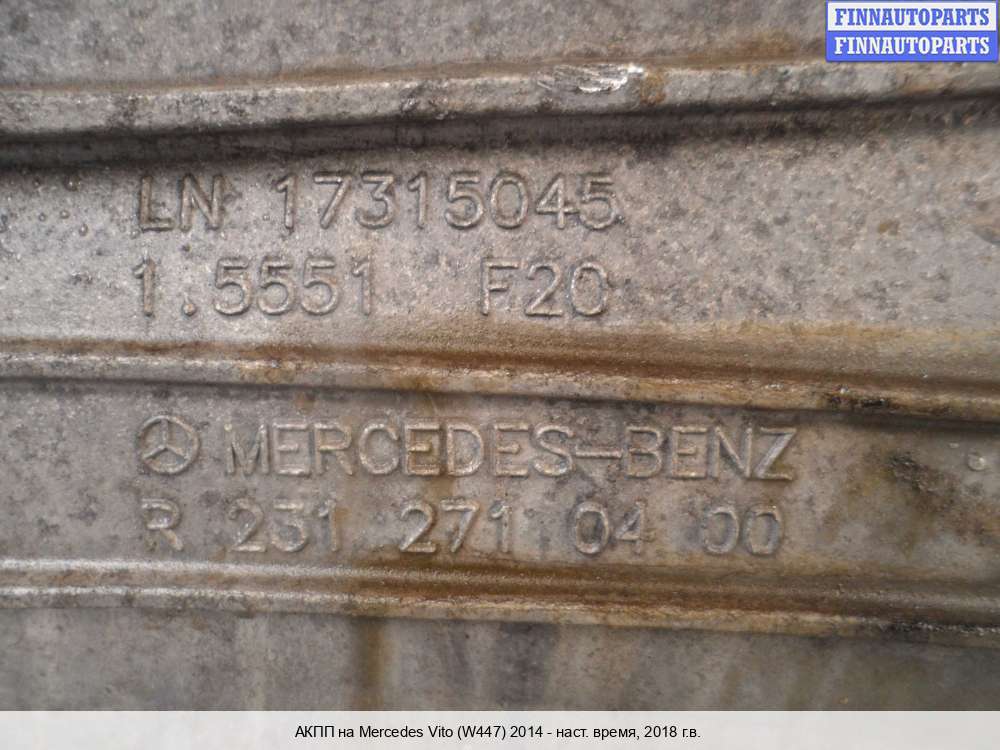 FINNAUTOPARTS
FINNAUTOPARTS
LN 17315045
1.5551 F20
MERCEDES-BENZ
R 231 271 04 00
АКПП на Mercedes Vito (W447) 2014 - наст. время, 2018 г.в.